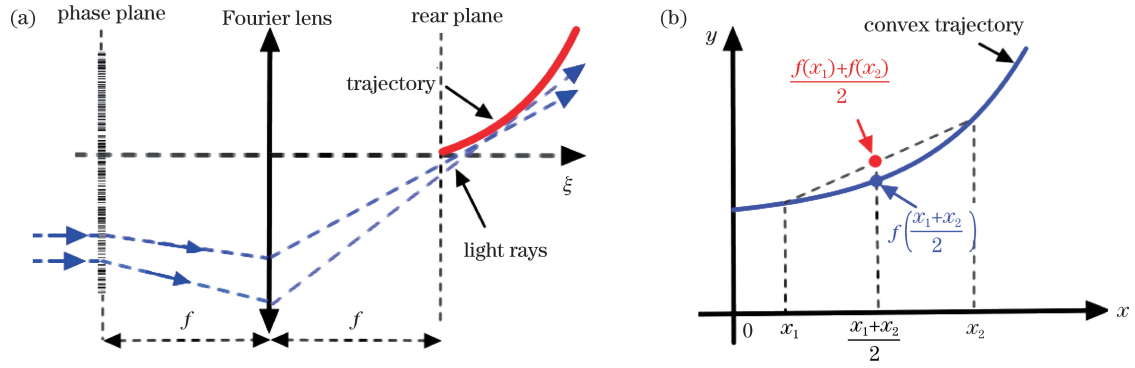 (a)
phase plane
Fourier lens
rear plane
trajectory
ξ
light rays
f
f
(b)
y
convex trajectory
f(x₁)+f(x₂)
2
f(x₁+x₂
2)
0
x₁
x₁+x₂
2
x₂
x